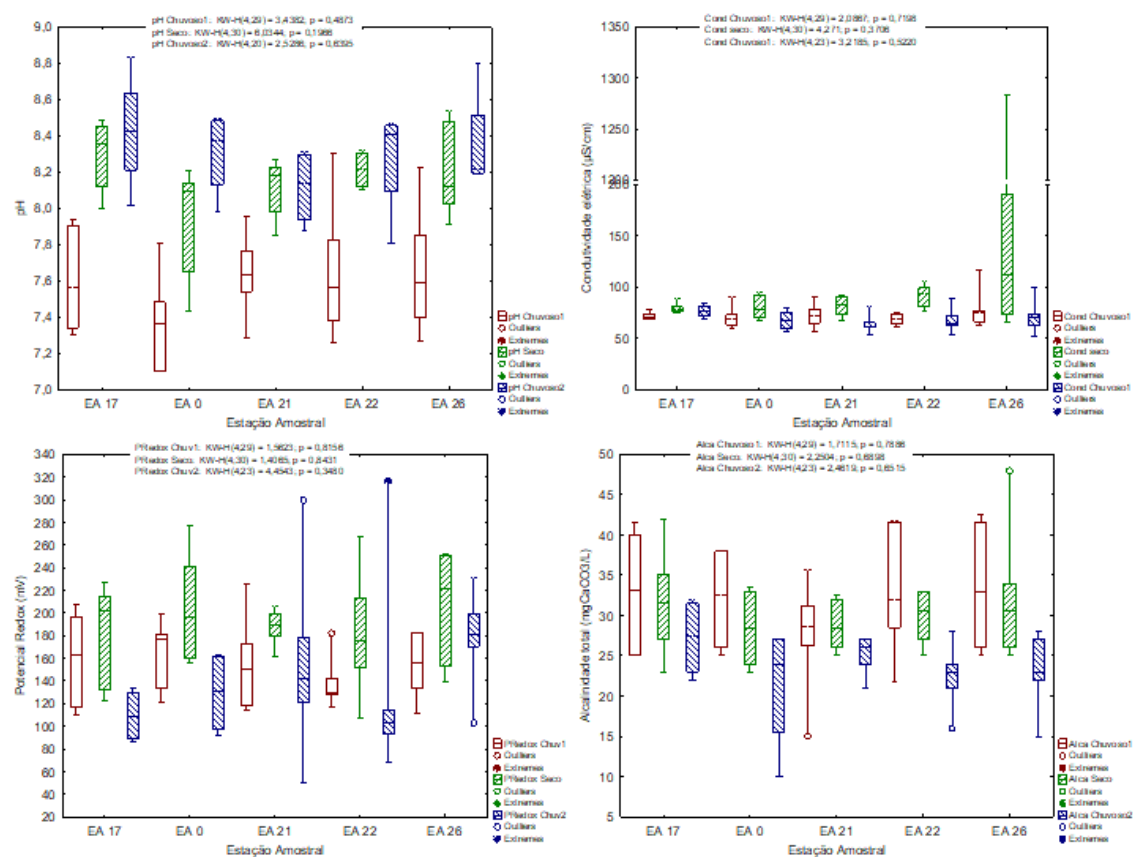 pH Chuvoso1: KW-H(4,29) = 3,4382, p = 0,4873
pH Seco: KW-H(4,30) = 6,0344, p = 0,1966
pH Chuvoso2: KW-H(4,20) = 2,5286, p = 0,6395
9,0
8,8
8,6
8,4
8,2
8,0
7,8
7,6
7,4
7,2
7,0
pH
EA 17 EA 0 EA 21 EA 22 EA 26
Estação Amostral
pH Chuvoso1
Outliers
Extremes
pH Seco
Outliers
Extremes
pH Chuvoso2
Outliers
Extremes
Cond Chuvoso1: KW-H(4,29) = 2,0867, p = 0,7198
Cond seco: KW-H(4,30) = 4,271, p = 0,3706
Cond Chuvoso1: KW-H(4,23) = 3,2185, p = 0,5220
1350
1300
1250
1200
200
150
100
50
0
Condutividade elétrica (µS/cm)
EA 17 EA 0 EA 21 EA 22 EA 26
Estação Amostral
Cond Chuvoso1
Outliers
Extremes
Cond seco
Outliers
Extremes
Cond Chuvoso1
Outliers
Extremes
PRedox Chuv1: KW-H(4,29) = 1,5623, p = 0,8156
PRedox Seco: KW-H(4,30) = 1,4065, p = 0,8431
PRedox Chuv2: KW-H(4,23) = 4,4543, p = 0,3480
340
320
300
280
260
240
220
200
180
160
140
120
100
80
60
40
20
Potencial Redox (mV)
EA 17 EA 0 EA 21 EA 22 EA 26
Estação Amostral
PRedox Chuv1
Outliers
Extremes
PRedox Seco
Outliers
Extremes
PRedox Chuv2
Outliers
Extremes
Alca Chuvoso1: KW-H(4,29) = 1,7115, p = 0,7886
Alca Seco: KW-H(4,30) = 2,2504, p = 0,6898
Alca Chuvoso2: KW-H(4,23) = 2,4619, p = 0,6515
50
45
40
35
30
25
20
15
10
5
Alcalinidade total (mgCaCO3/L)
EA 17 EA 0 EA 21 EA 22 EA 26
Estação Amostral
Alca Chuvoso1
Outliers
Extremes
Alca Seco
Outliers
Extremes
Alca Chuvoso2
Outliers
Extremes